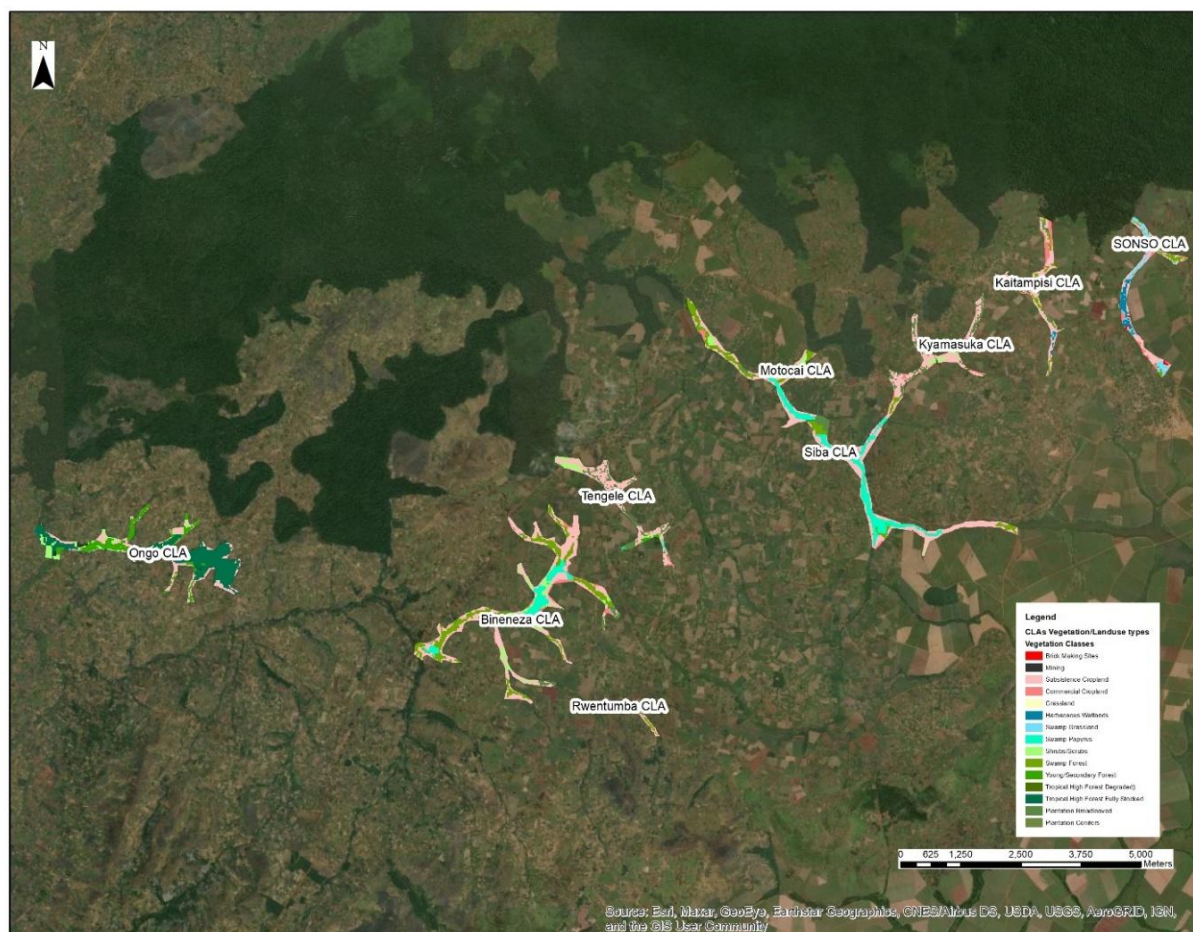 N
SONSO CLA
Kaitampisi CLA
Kyamasuka CLA
Motocai CLA
Siba CLA
Tengele CLA
Ongo CLA
Bineneza CLA
Rwentumba CLA
Legend
CLAs Vegetation/Landuse types
Vegetation Classes
Brick Making Sites
Mining
Subsistence Cropland
Commercial Cropland
Grassland
Herbaceous Wetlands
Swamp Grassland
Swamp Papyrus
Shrubs/Scrubs
Swamp Forest
Young/Secondary Forest
Tropical High Forest Degraded)
Tropical High Forest Fully Stocked
Plantation Broadleaved
Plantation Conifers
0 625 1,250 2,500 3,750 5,000
Meters
Source: Esri, Maxar, GeoEye, Earthstar Geographics, CNES/Airbus DS, USDA, USGS, AeroGRID, IGN,
and the GIS User Community